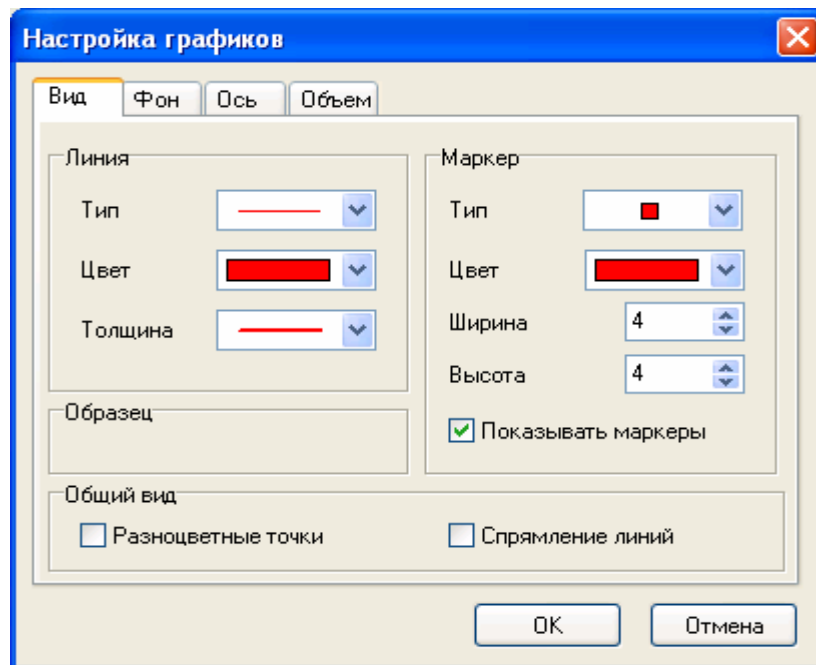 Настройка графиков
Вид Фон Ось Объем
Линия
Тип
Цвет
Толщина
Образец
Маркер
Тип
Цвет
Ширина 4
Высота 4
Показывать маркеры
Общий вид
Разноцветные точки Спрямление линий
OK Отмена